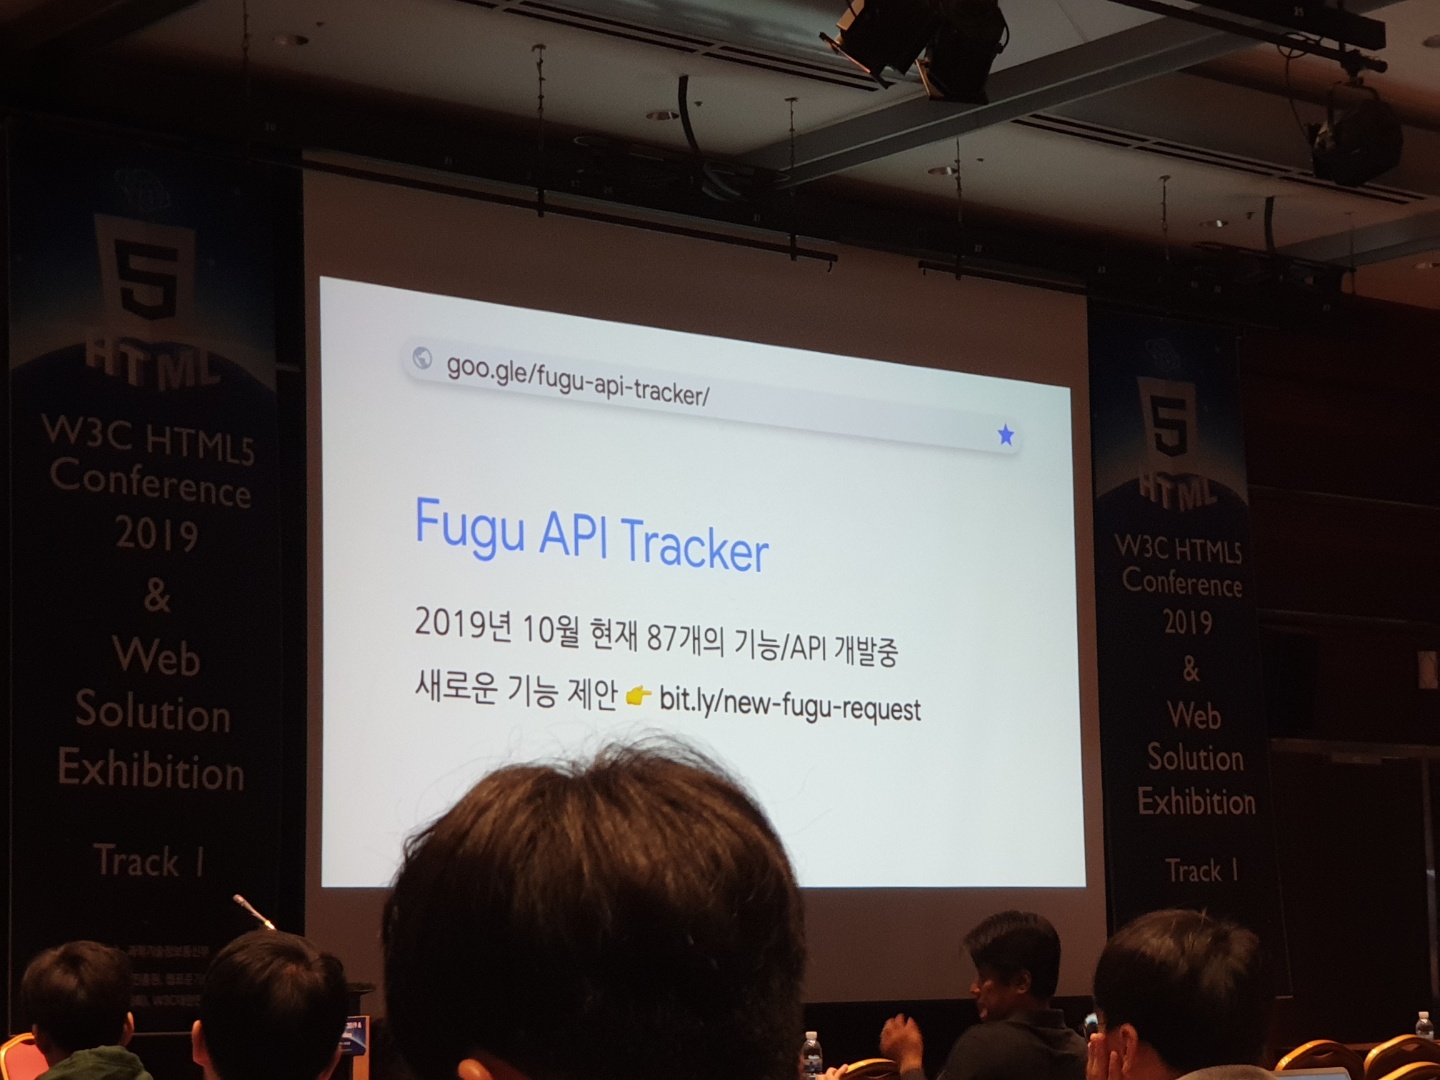 5
HTML
W3C HTML5
Conference
2019
&
Web
Solution
Exhibition
Track 1
goo.gle/fugu-api-tracker/
Fugu API Tracker
2019년 10월 현재 87개의 기능/API 개발중
새로운 기능 제안 👉 bit.ly/new-fugu-request
5
HTML
W3C HTML5
Conference
2019
&
Web
Solution
Exhibition
Track 1